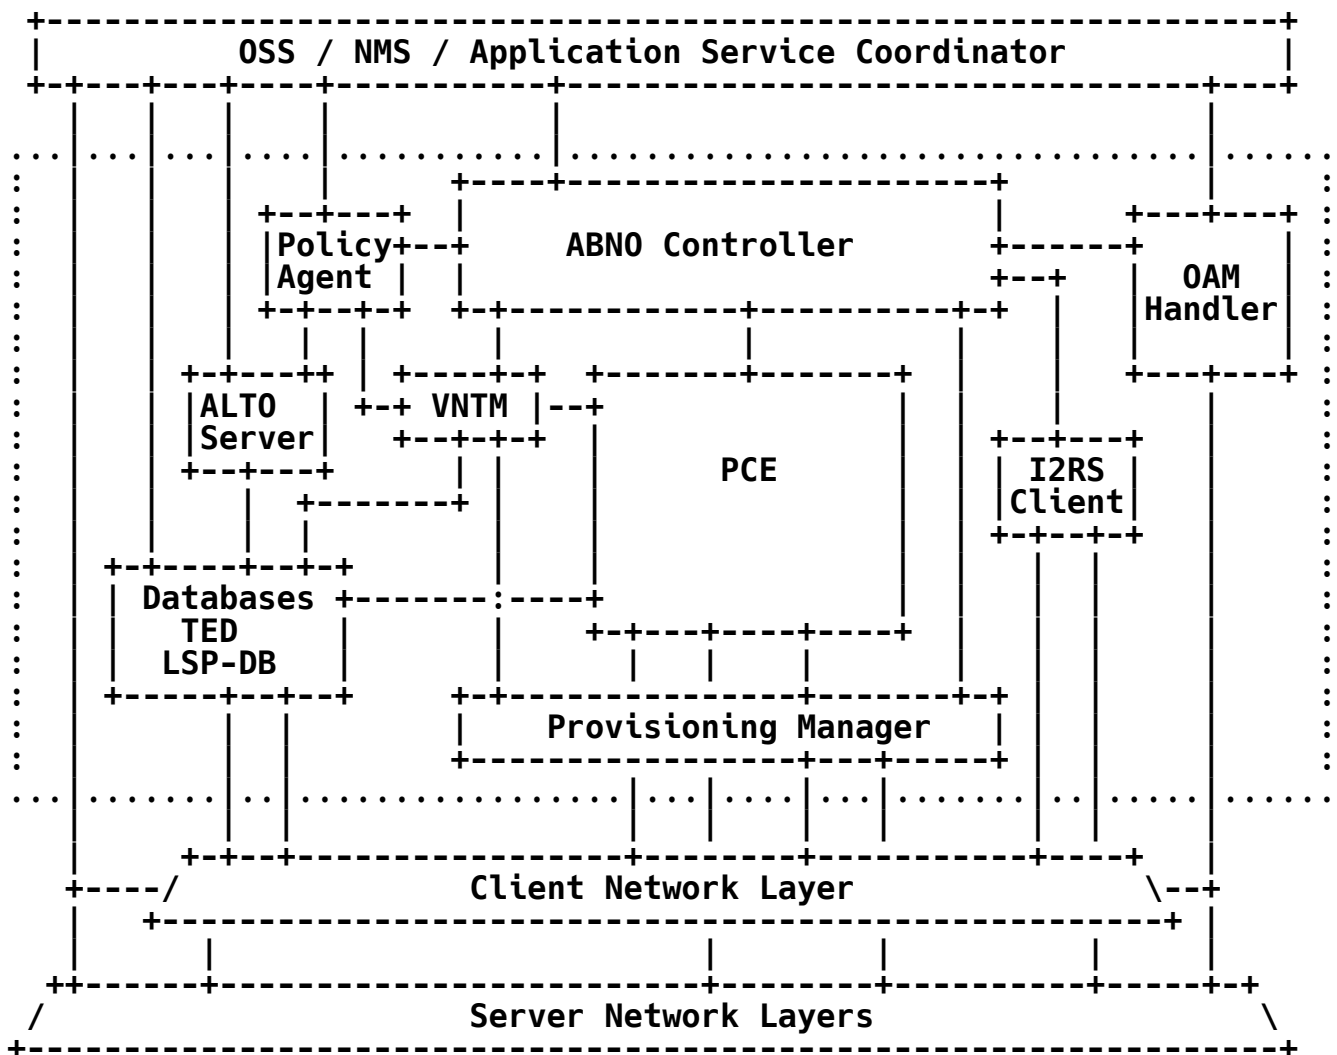 OSS / NMS / Application Service Coordinator
Policy
Agent
ABNO Controller
OAM
Handler
ALTO
Server
VNTM
PCE
I2RS
Client
Databases
TED
LSP-DB
Provisioning Manager
Client Network Layer
Server Network Layers